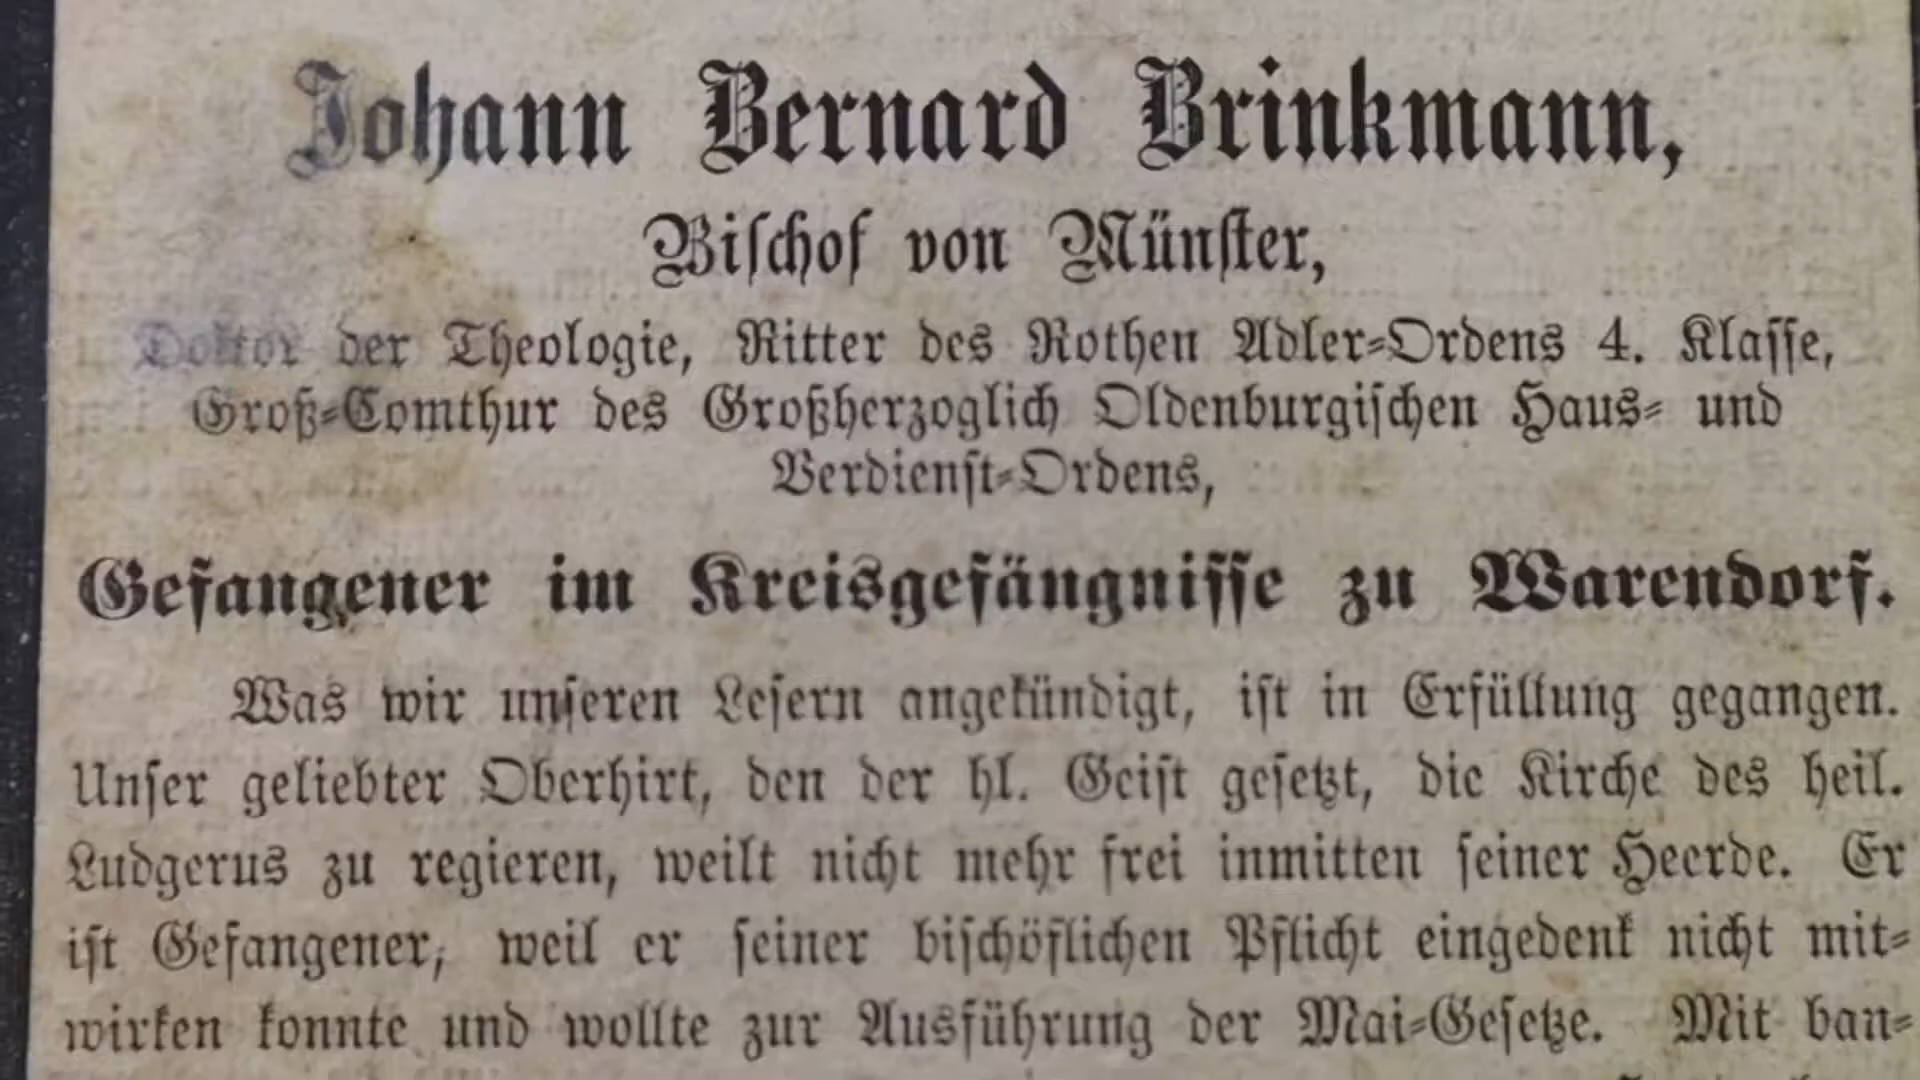 Johann Bernard Brinkmann,
Bischof von Münster,
Doktor der Theologie, Ritter des Rothen Adler-Ordens 4. Klasse,
Groß-Comthur des Großherzoglich Oldenburgischen Haus- und
Verdienst-Ordens,
Gefangener im Kreisgefängnisse zu Warendorf.
Was wir unseren Lesern angekündigt, ist in Erfüllung gegangen.
Unser geliebter Oberhirt, den der hl. Geist gesetzt, die Kirche des heil.
Ludgerus zu regieren, weilt nicht mehr frei inmitten seiner Heerde. Er
ist Gefangener, weil er seiner bischöflichen Pflicht eingedenk nicht mit-
wirken konnte und wollte zur Ausführung der Mai-Gesetze. Mit ban-